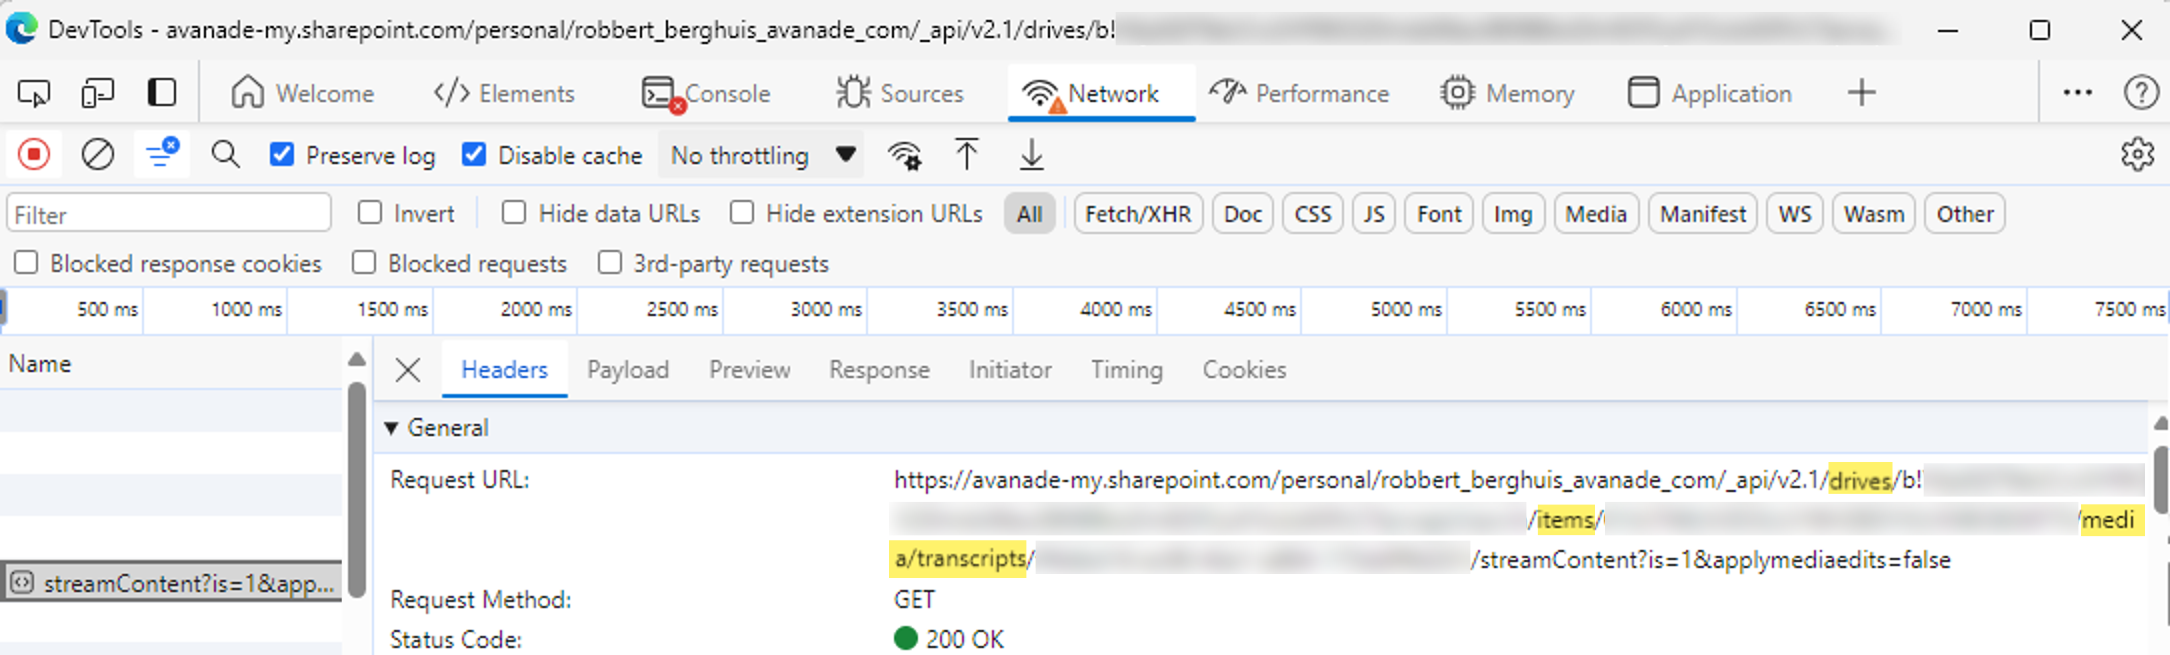 DevTools - avanade-my.sharepoint.com/personal/robbert_berghuis_avanade_com/_api/v2.1/drives/b!
Welcome Elements Console Sources Network Performance Memory Application
Preserve log Disable cache No throttling
Filter Invert Hide data URLs Hide extension URLs All Fetch/XHR Doc CSS JS Font Img Media Manifest WS Wasm Other
Blocked response cookies Blocked requests 3rd-party requests
500 ms 1000 ms 1500 ms 2000 ms 2500 ms 3000 ms 3500 ms 4000 ms 4500 ms 5000 ms 5500 ms 6000 ms 6500 ms 7000 ms 7500 ms
Name Headers Payload Preview Response Initiator Timing Cookies
General
Request URL: https://avanade-my.sharepoint.com/personal/robbert_berghuis_avanade_com/_api/v2.1/drives/b!
/items/ /medi
a/transcripts/ /streamContent?is=1&applymediaedits=false
streamContent?is=1&app...
Request Method: GET
Status Code: 200 OK